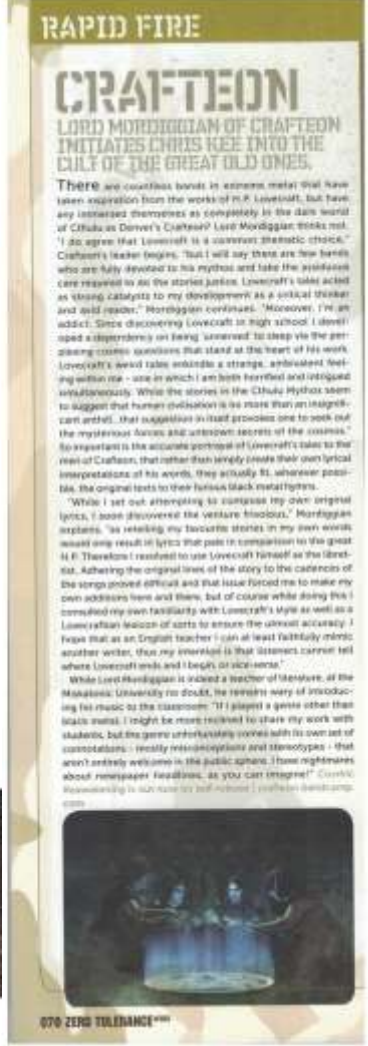 RAPID FIRE
CRAFTEON
LORD MORDIGGIAN OF CRAFTEON
INITIATES CHRIS KEE INTO THE
CULT OF THE GREAT OLD ONES.
There are countless bands in extreme metal that have
taken inspiration from the works of H.P. Lovecraft, but have
any immersed themselves as completely in the dark world
of Cthulu as Denver's Crafteon? Lord Mordiggian thinks not.
"I do agree that Lovecraft is a common thematic choice,"
Crafteon's leader begins, "but I will say there are few bands
who are fully devoted to his mythos and take the assiduous
care required to do the stories justice. Lovecraft's tales acted
as strong catalysts to my development as a critical thinker
and avid reader," Mordiggian continues. "Moreover, I'm an
addict. Since discovering Lovecraft in high school I devel-
oped a dependency on being 'unnerved' to sleep via the per-
plexing cosmic questions that stand at the heart of his work.
Lovecraft's weird tales enkindle a strange, ambivalent feel-
ing within me – one in which I am both horrified and intrigued
simultaneously. While the stories in the Cthulu Mythos seem
to suggest that human civilisation is no more than an insignifi-
cant anthill, that suggestion in itself provokes one to seek out
the mysterious forces and unknown secrets of the cosmos."
So important is the accurate portrayal of Lovecraft's tales to the
men of Crafteon, that rather than simply create their own lyrical
interpretations of his words, they actually fit, wherever possi-
ble, the original texts to their furious black metal hymns.
"While I set out attempting to compose my own original
lyrics, I soon discovered the venture frivolous," Mordiggian
explains, "as retelling my favourite stories in my own words
would only result in lyrics that pale in comparison to the great
H.P. Therefore I resolved to use Lovecraft himself as the libret-
tist. Adhering the original lines of the story to the cadences of
the songs proved difficult and that issue forced me to make my
own additions here and there, but of course while doing this I
consulted my own familiarity with Lovecraft's style as well as a
Lovecraftian lexicon of sorts to ensure the utmost accuracy. I
hope that as an English teacher I can at least faithfully mimic
another writer, thus my intention is that listeners cannot tell
where Lovecraft ends and I begin, or vice-versa."
While Lord Mordiggian is indeed a teacher of literature, at the
Miskatonic University no doubt, he remains wary of introduc-
ing his music to the classroom: "If I played a genre other than
black metal, I might be more inclined to share my work with
students, but the genre unfortunately comes with its own set of
connotations – mostly misconceptions and stereotypes – that
aren't entirely welcome in the public sphere. I have nightmares
about newspaper headlines, as you can imagine!" Cosmic
Reawakening is out now on self-release | crafteon.bandcamp.
com
070 ZERO TOLERANCE